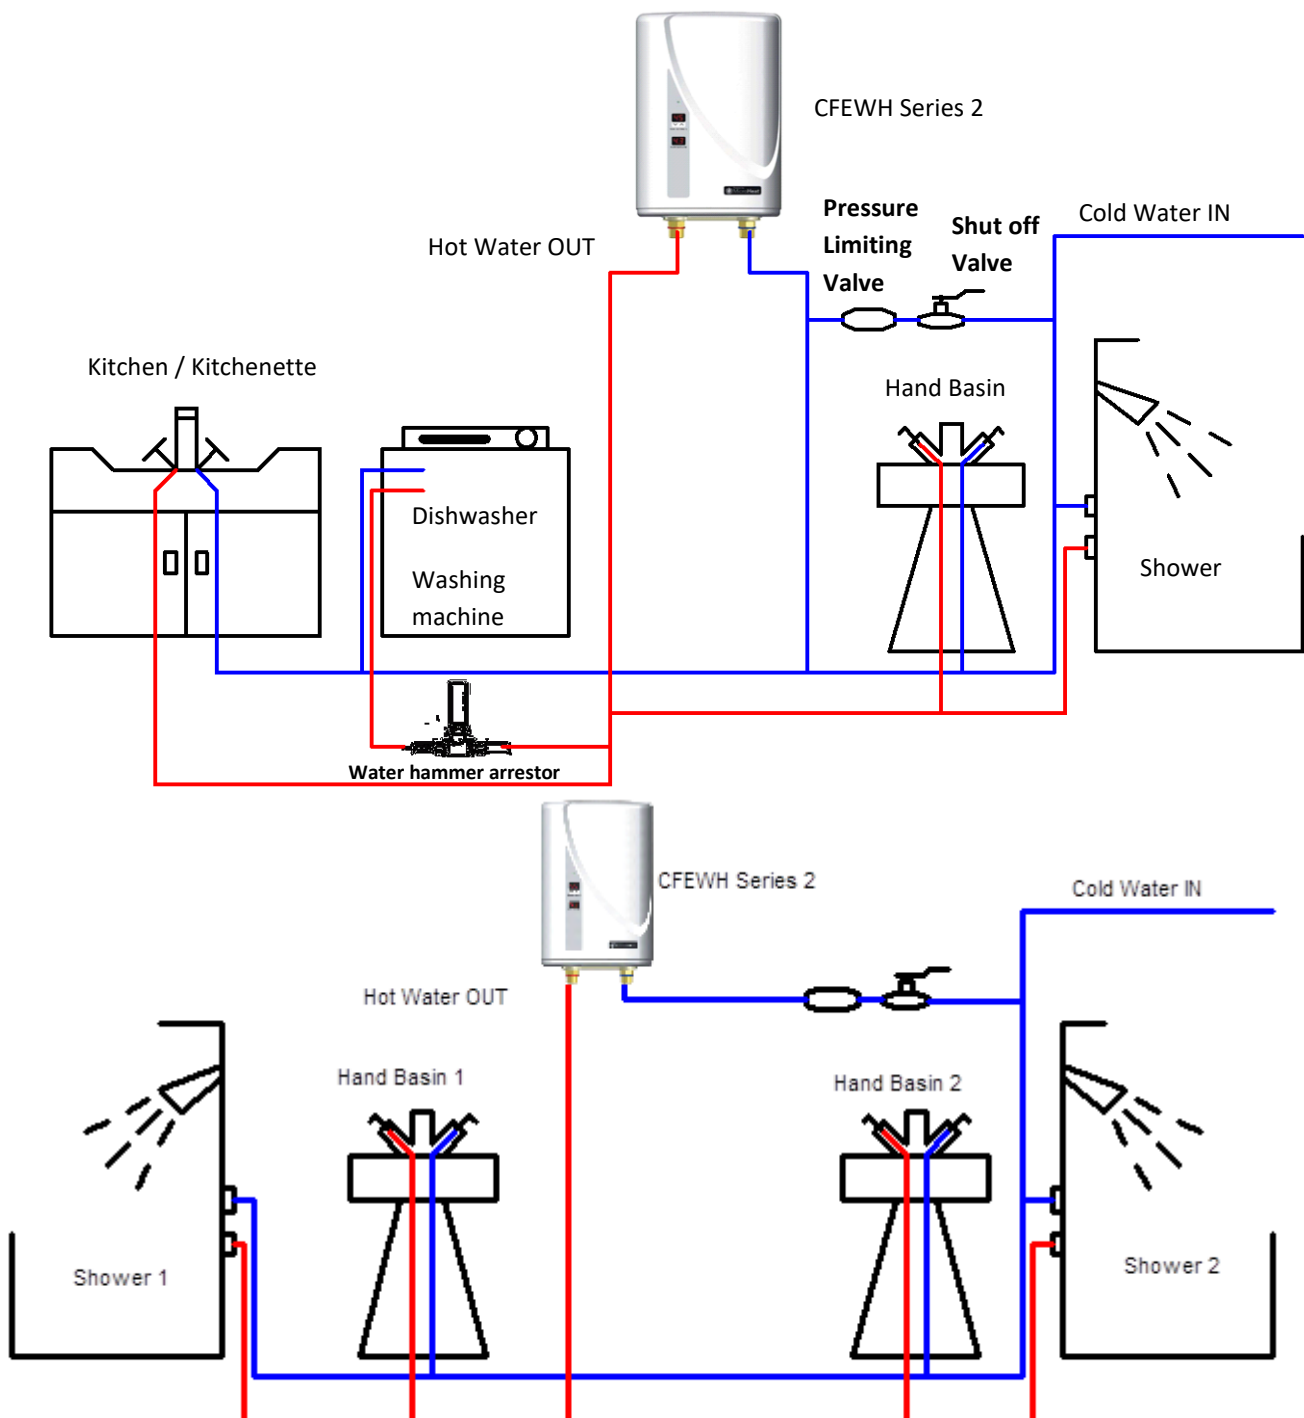 CFEWH Series 2
Pressure
Limiting
Valve
Shut off
Valve
Cold Water IN
Hot Water OUT
Kitchen / Kitchenette
Hand Basin
Dishwasher
Washing
machine
Shower
Water hammer arrestor
CFEWH Series 2
Cold Water IN
Hot Water OUT
Hand Basin 1
Hand Basin 2
Shower 1
Shower 2